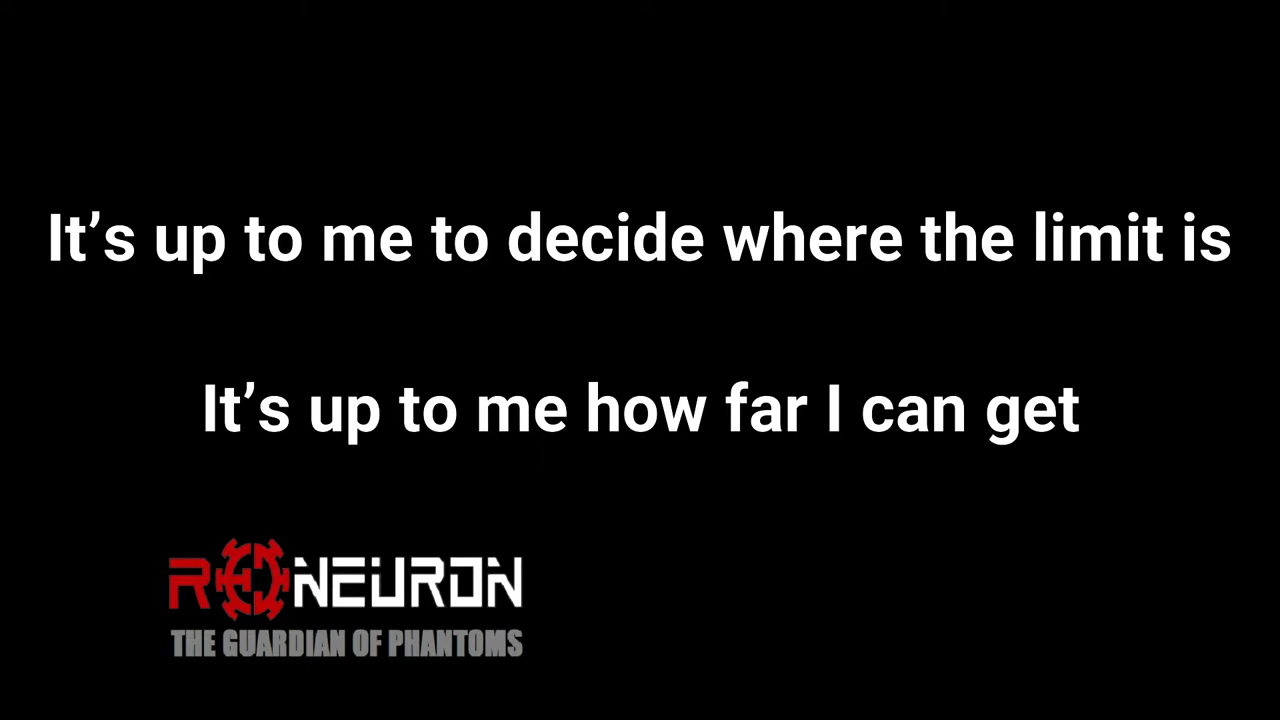 It’s up to me to decide where the limit is
It’s up to me how far I can get
RONEURON
THE GUARDIAN OF PHANTOMS